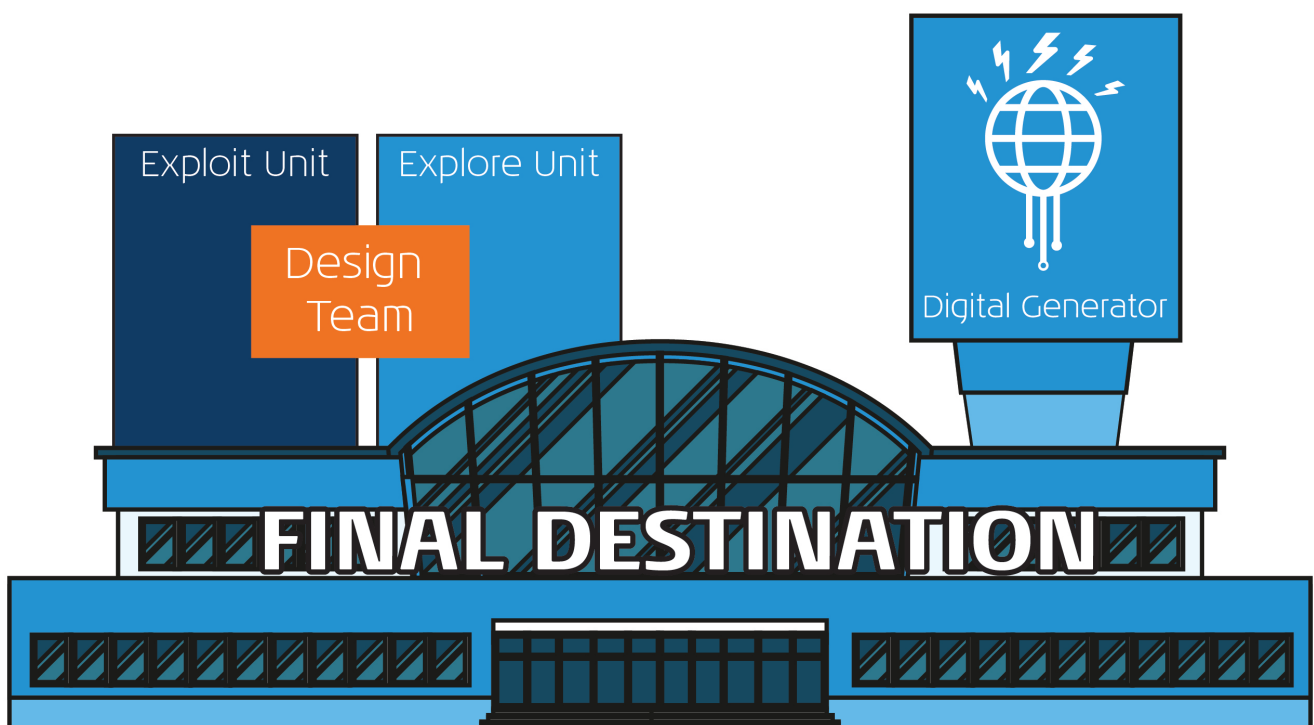 Exploit Unit
Explore Unit
Design
Team
Digital Generator
FINAL DESTINATION